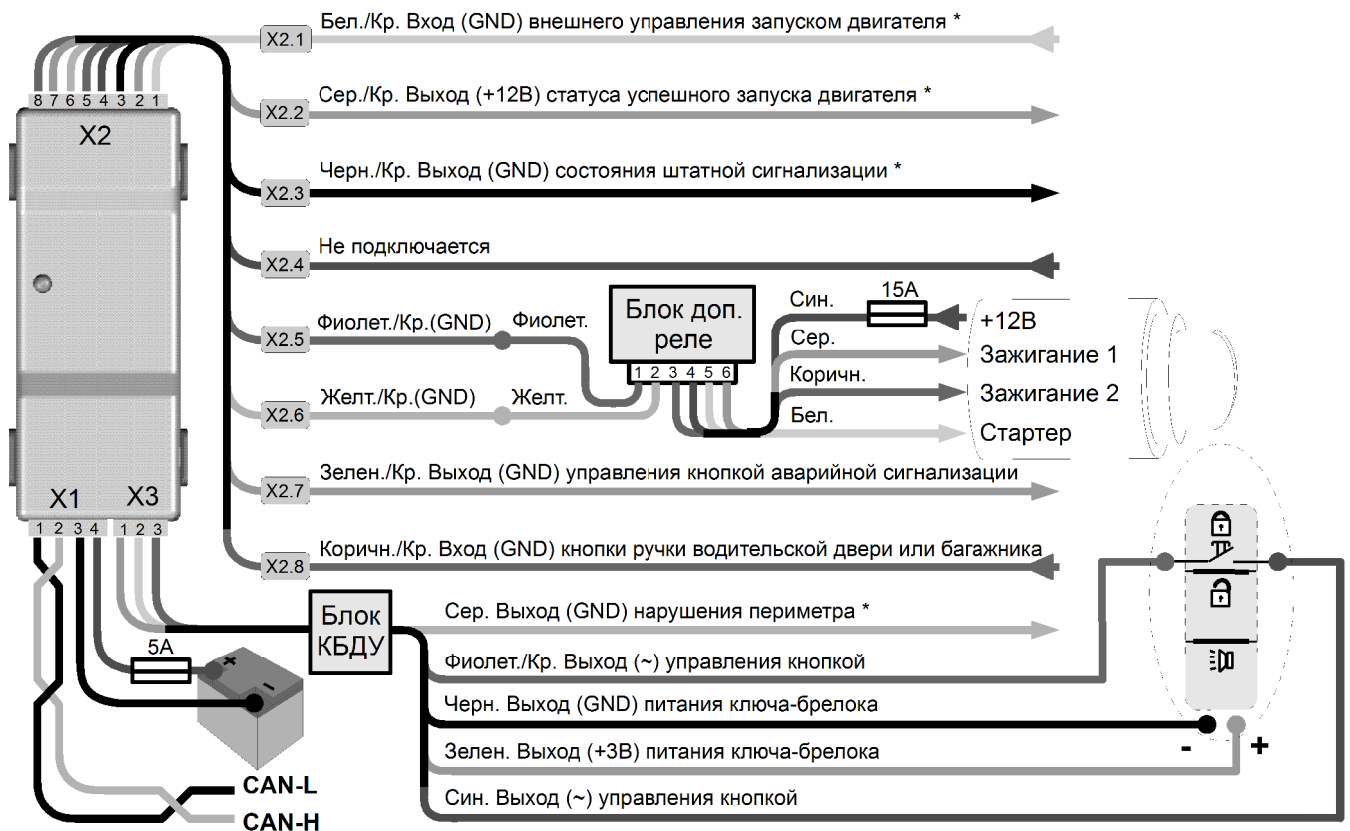 Бел./Кр. Вход (GND) внешнего управления запуском двигателя *
X2.1
8 7 6 5 4 3 2 1
X2
Сер./Кр. Выход (+12В) статуса успешного запуска двигателя *
X2.2
Черн./Кр. Выход (GND) состояния штатной сигнализации *
X2.3
Не подключается
X2.4
Фиолет./Кр.(GND)
Фиолет.
X2.5
Желт./Кр.(GND)
Желт.
X2.6
Блок доп.
реле
1 2 3 4 5 6
Син.
15А
+12В
Сер.
Зажигание 1
Коричн.
Зажигание 2
Бел.
Стартер
Зелен./Кр. Выход (GND) управления кнопкой аварийной сигнализации
X2.7
Коричн./Кр. Вход (GND) кнопки ручки водительской двери или багажника
X2.8
X1
X3
1 2 3 4
1 2 3
Блок
КБДУ
Сер. Выход (GND) нарушения периметра *
Фиолет./Кр. Выход (~) управления кнопкой
Черн. Выход (GND) питания ключа-брелока
Зелен. Выход (+3В) питания ключа-брелока
Син. Выход (~) управления кнопкой
- +
5А
+
-
CAN-L
CAN-H